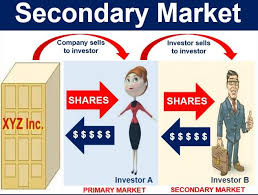 Secondary Market
Company sells
to investor
Investor sells
to investor
XYZ Inc.
SHARES
SHARES
$$$$$
$$$$$
Investor A
Investor B
PRIMARY MARKET
SECONDARY MARKET